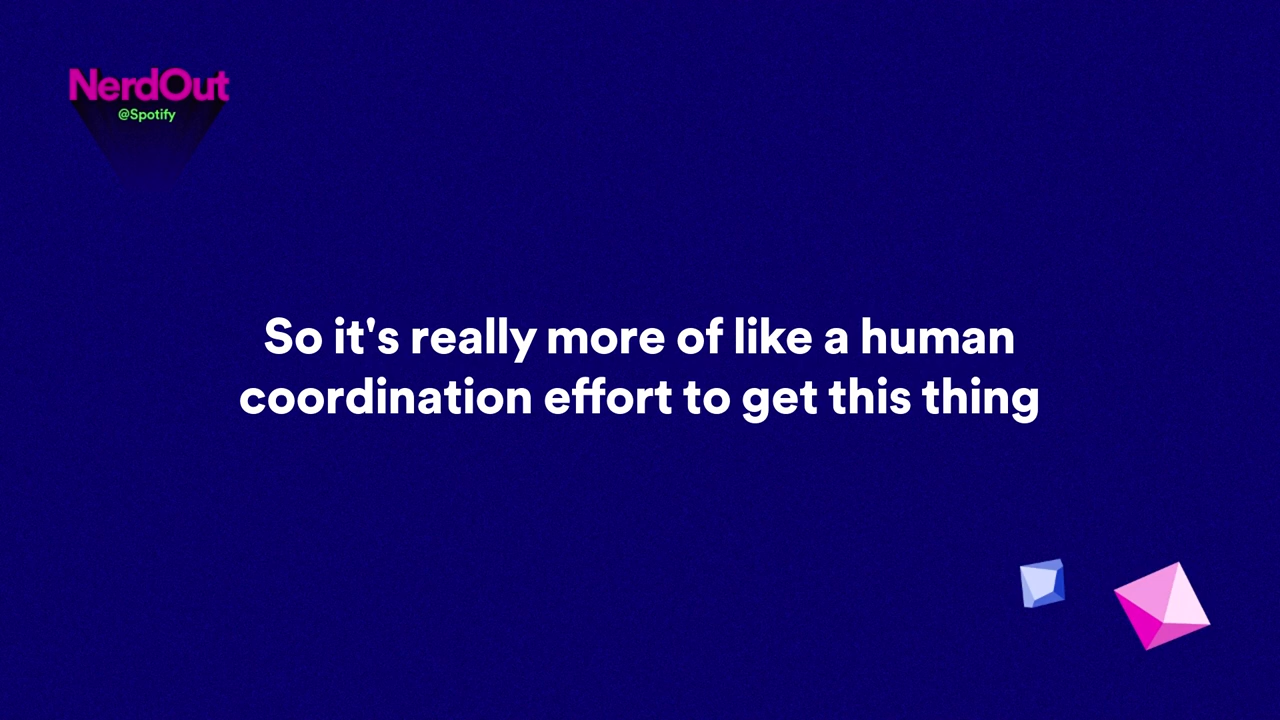 NerdOut
@Spotify
So it's really more of like a human
coordination effort to get this thing